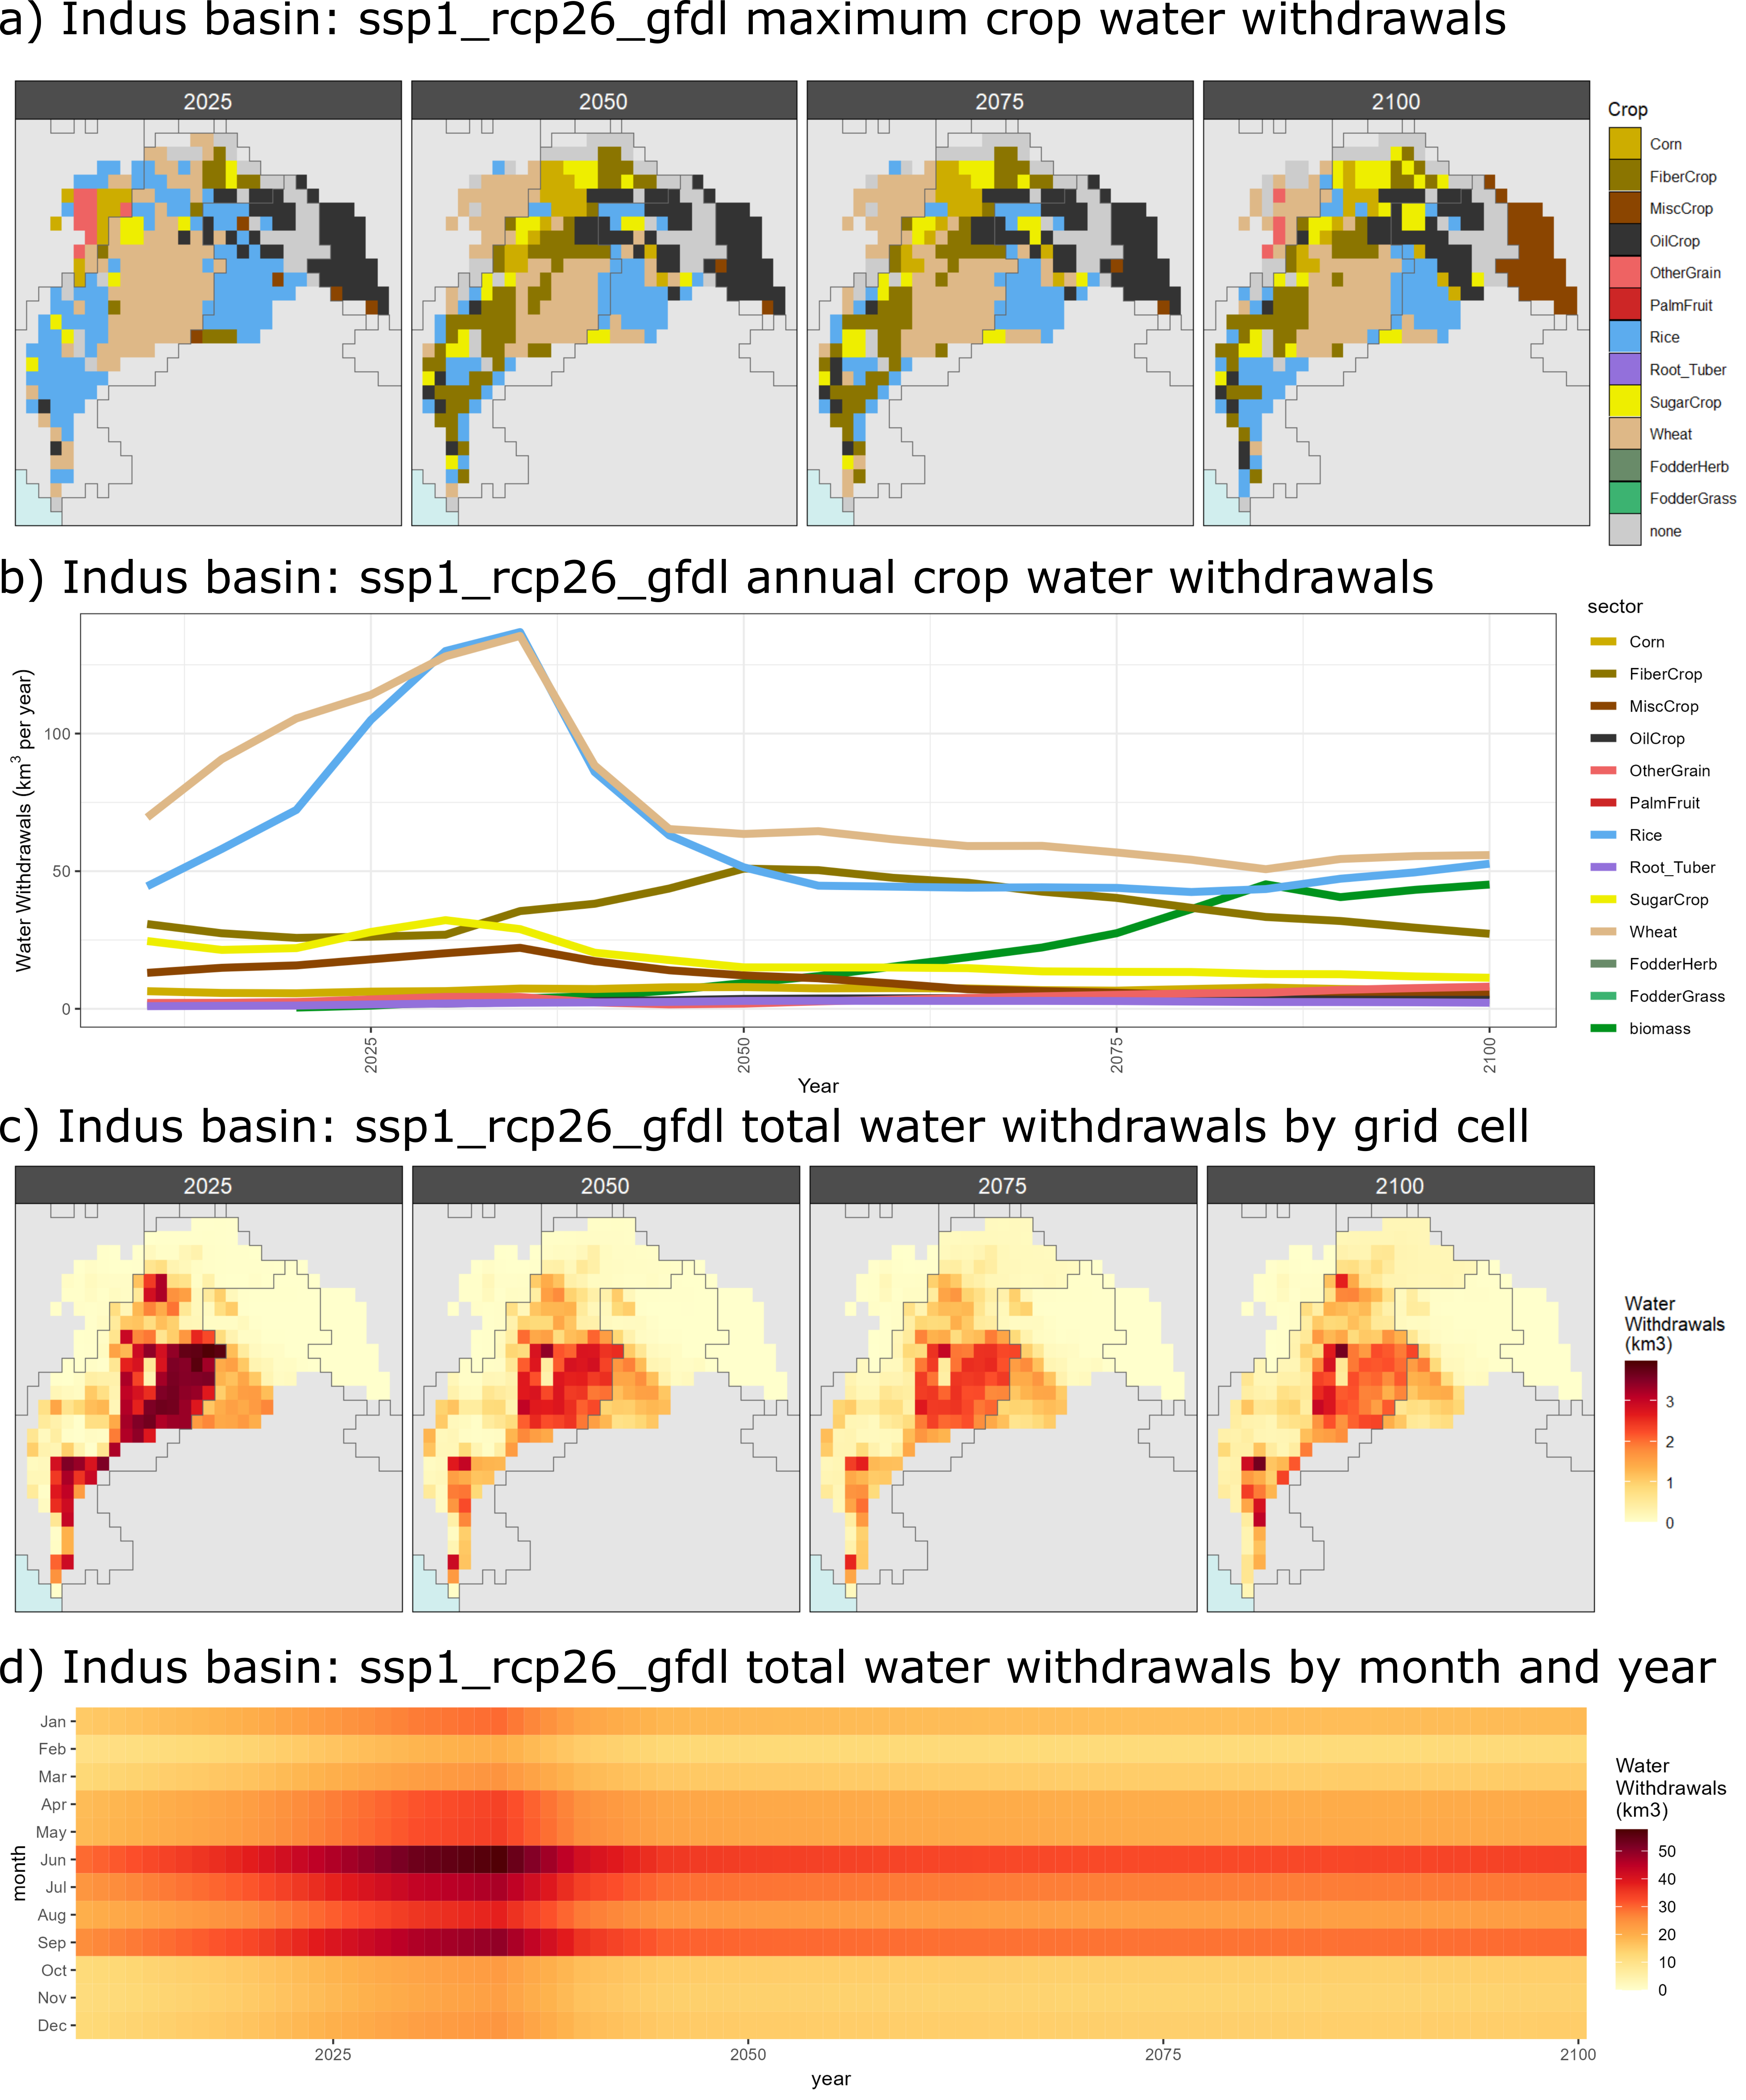 a) Indus basin: ssp1_rcp26_gfdl maximum crop water withdrawals
2025
2050
2075
2100
Crop
Corn
FiberCrop
MiscCrop
OilCrop
OtherGrain
PalmFruit
Rice
Root_Tuber
SugarCrop
Wheat
FodderHerb
FodderGrass
none
b) Indus basin: ssp1_rcp26_gfdl annual crop water withdrawals
Water Withdrawals (km³ per year)
100
50
0
2025
2050
2075
2100
Year
sector
Corn
FiberCrop
MiscCrop
OilCrop
OtherGrain
PalmFruit
Rice
Root_Tuber
SugarCrop
Wheat
FodderHerb
FodderGrass
biomass
c) Indus basin: ssp1_rcp26_gfdl total water withdrawals by grid cell
2025
2050
2075
2100
Water
Withdrawals
(km3)
3
2
1
0
d) Indus basin: ssp1_rcp26_gfdl total water withdrawals by month and year
month
Jan
Feb
Mar
Apr
May
Jun
Jul
Aug
Sep
Oct
Nov
Dec
2025
2050
2075
2100
year
Water
Withdrawals
(km3)
50
40
30
20
10
0